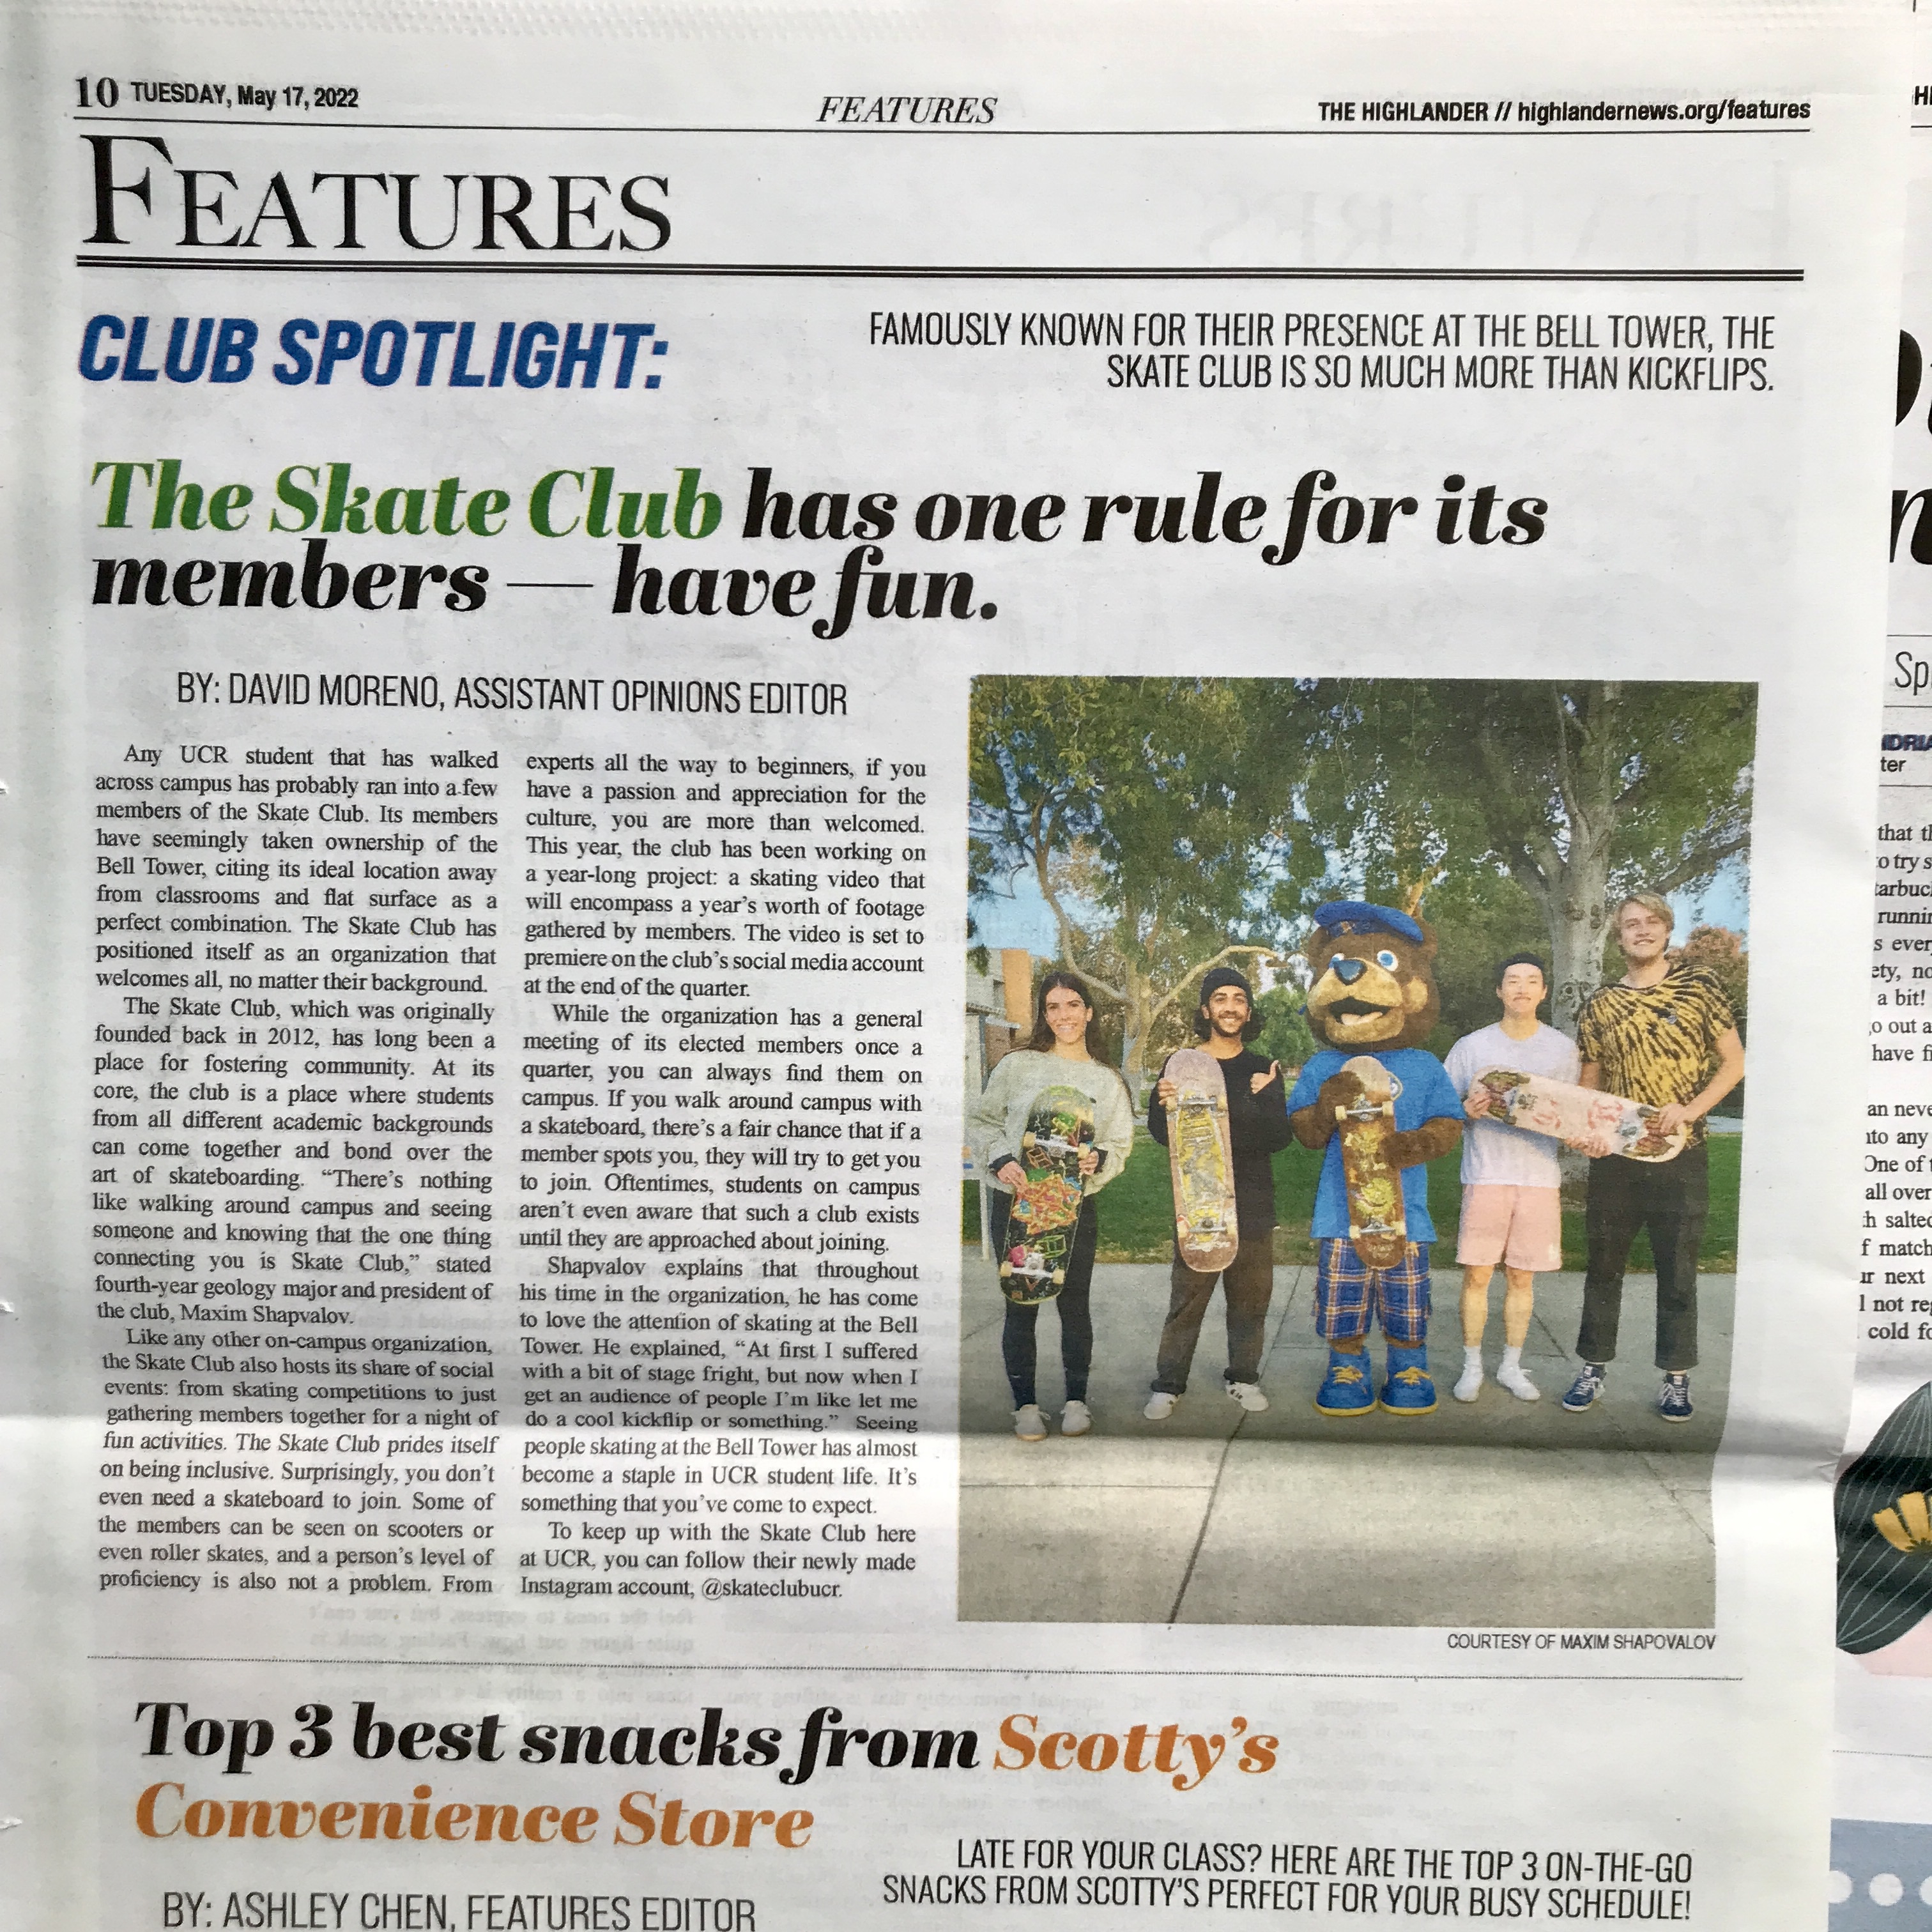 10 TUESDAY, May 17, 2022
FEATURES
THE HIGHLANDER // highlandernews.org/features
FEATURES
CLUB SPOTLIGHT:
FAMOUSLY KNOWN FOR THEIR PRESENCE AT THE BELL TOWER, THE
SKATE CLUB IS SO MUCH MORE THAN KICKFLIPS.
The Skate Club has one rule for its
members — have fun.
BY: DAVID MORENO, ASSISTANT OPINIONS EDITOR
Any UCR student that has walked
across campus has probably ran into a few
members of the Skate Club. Its members
have seemingly taken ownership of the
Bell Tower, citing its ideal location away
from classrooms and flat surface as a
perfect combination. The Skate Club has
positioned itself as an organization that
welcomes all, no matter their background.
The Skate Club, which was originally
founded back in 2012, has long been a
place for fostering community. At its
core, the club is a place where students
from all different academic backgrounds
can come together and bond over the
art of skateboarding. “There’s nothing
like walking around campus and seeing
someone and knowing that the one thing
connecting you is Skate Club,” stated
fourth-year geology major and president of
the club, Maxim Shapvalov.
Like any other on-campus organization,
the Skate Club also hosts its share of social
events: from skating competitions to just
gathering members together for a night of
fun activities. The Skate Club prides itself
on being inclusive. Surprisingly, you don’t
even need a skateboard to join. Some of
the members can be seen on scooters or
even roller skates, and a person’s level of
proficiency is also not a problem. From
experts all the way to beginners, if you
have a passion and appreciation for the
culture, you are more than welcomed.
This year, the club has been working on
a year-long project: a skating video that
will encompass a year’s worth of footage
gathered by members. The video is set to
premiere on the club’s social media account
at the end of the quarter.
While the organization has a general
meeting of its elected members once a
quarter, you can always find them on
campus. If you walk around campus with
a skateboard, there’s a fair chance that if a
member spots you, they will try to get you
to join. Oftentimes, students on campus
aren’t even aware that such a club exists
until they are approached about joining.
Shapvalov explains that throughout
his time in the organization, he has come
to love the attention of skating at the Bell
Tower. He explained, “At first I suffered
with a bit of stage fright, but now when I
get an audience of people I’m like let me
do a cool kickflip or something.” Seeing
people skating at the Bell Tower has almost
become a staple in UCR student life. It’s
something that you’ve come to expect.
To keep up with the Skate Club here
at UCR, you can follow their newly made
Instagram account, @skateclubucr.
COURTESY OF MAXIM SHAPOVALOV
Top 3 best snacks from Scotty’s
Convenience Store
LATE FOR YOUR CLASS? HERE ARE THE TOP 3 ON-THE-GO
SNACKS FROM SCOTTY’S PERFECT FOR YOUR BUSY SCHEDULE!
BY: ASHLEY CHEN, FEATURES EDITOR
Sp
ter
that th
to try s
s ever
a bit!
out a
have fi
an neve
to any
One of t
all over
salted
f match
next
not reg
cold fo